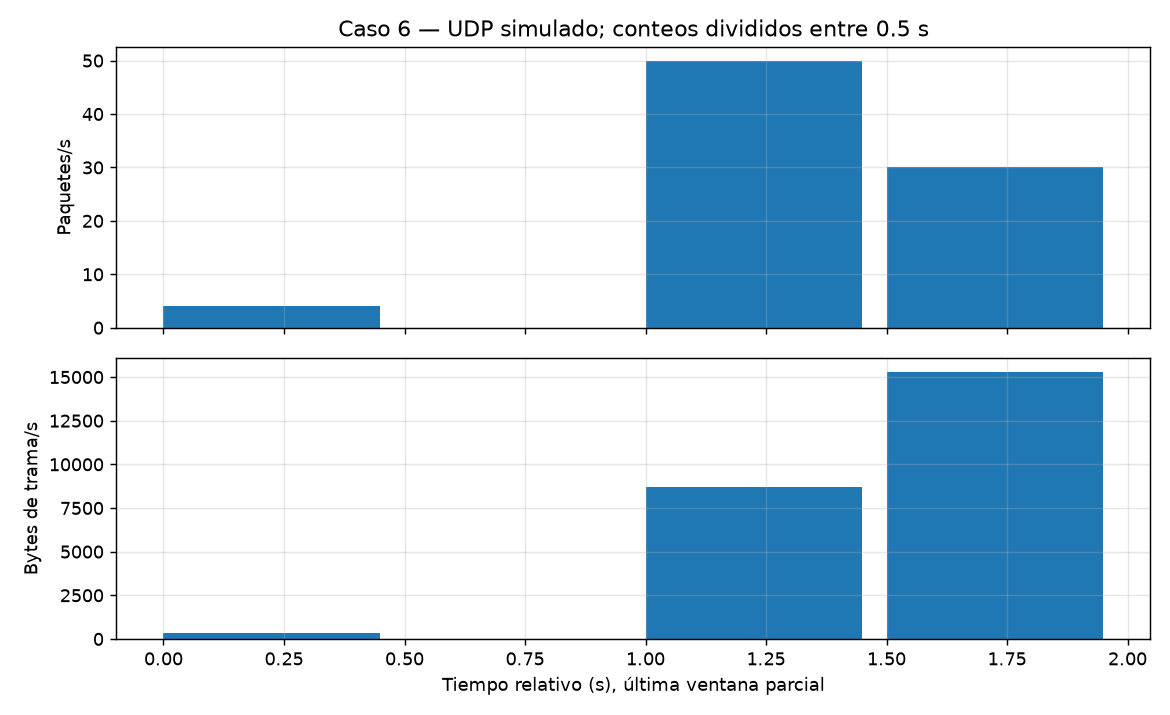 Caso 6 — UDP simulado; conteos divididos entre 0.5 s
Paquetes/s
50
40
30
20
10
0
Bytes de trama/s
15000
12500
10000
7500
5000
2500
0
0.00 0.25 0.50 0.75 1.00 1.25 1.50 1.75 2.00
Tiempo relativo (s), última ventana parcial